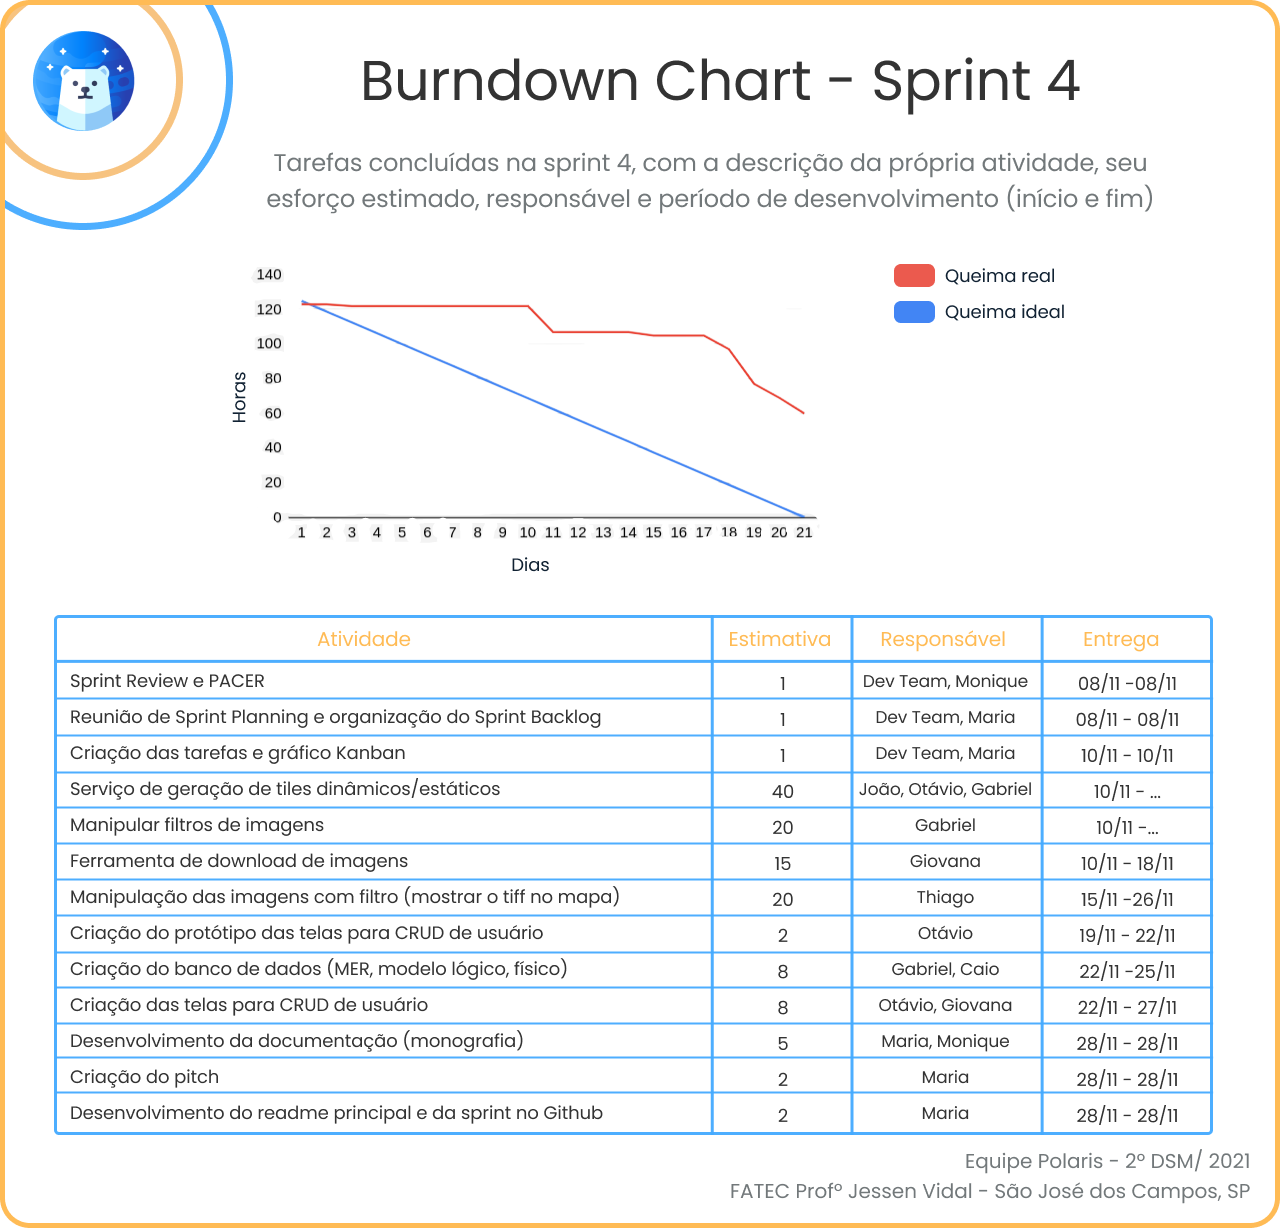 Burndown Chart - Sprint 4
Tarefas concluídas na sprint 4, com a descrição da própria atividade, seu
esforço estimado, responsável e período de desenvolvimento (início e fim)
140
120
100
80
60
40
20
0
Horas
1 2 3 4 5 6 7 8 9 10 11 12 13 14 15 16 17 18 19 20 21
Dias
Queima real
Queima ideal
Atividade Estimativa Responsável Entrega
Sprint Review e PACER 1 Dev Team, Monique 08/11 -08/11
Reunião de Sprint Planning e organização do Sprint Backlog 1 Dev Team, Maria 08/11 - 08/11
Criação das tarefas e gráfico Kanban 1 Dev Team, Maria 10/11 - 10/11
Serviço de geração de tiles dinâmicos/estáticos 40 João, Otávio, Gabriel 10/11 - ...
Manipular filtros de imagens 20 Gabriel 10/11 -...
Ferramenta de download de imagens 15 Giovana 10/11 - 18/11
Manipulação das imagens com filtro (mostrar o tiff no mapa) 20 Thiago 15/11 -26/11
Criação do protótipo das telas para CRUD de usuário 2 Otávio 19/11 - 22/11
Criação do banco de dados (MER, modelo lógico, físico) 8 Gabriel, Caio 22/11 -25/11
Criação das telas para CRUD de usuário 8 Otávio, Giovana 22/11 - 27/11
Desenvolvimento da documentação (monografia) 5 Maria, Monique 28/11 - 28/11
Criação do pitch 2 Maria 28/11 - 28/11
Desenvolvimento do readme principal e da sprint no Github 2 Maria 28/11 - 28/11
Equipe Polaris - 2º DSM/ 2021
FATEC Profº Jessen Vidal - São José dos Campos, SP